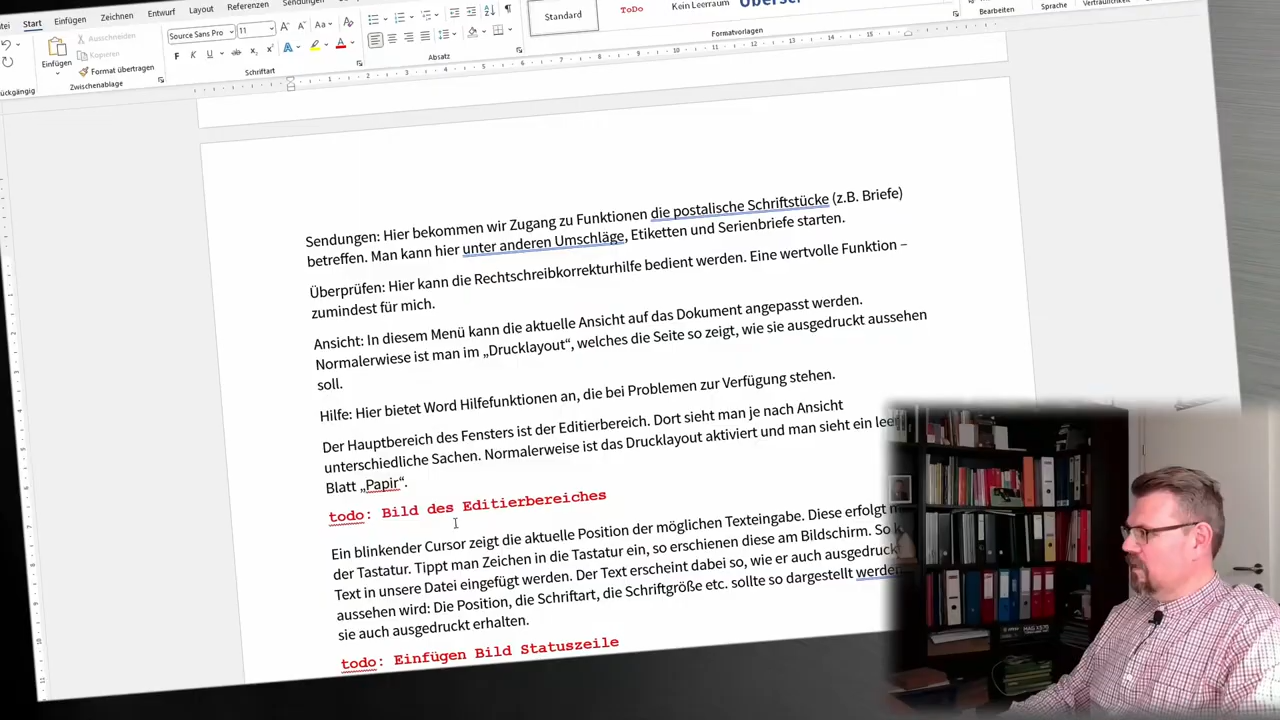 Start Einfügen Zeichnen Entwurf Layout Referenzen Sendungen
Einfügen
Ausschneiden
Kopieren
Format übertragen
Zwischenablage
Source Sans Pro 11
F K U
Schriftart
Absatz
Standard
ToDo
Kein Leerraum
Formatvorlagen
Bearbeiten
Sprache
Sendungen: Hier bekommen wir Zugang zu Funktionen die postalische Schriftstücke (z.B. Briefe)
betreffen. Man kann hier unter anderen Umschläge, Etiketten und Serienbriefe starten.
Überprüfen: Hier kann die Rechtschreibkorrekturhilfe bedient werden. Eine wertvolle Funktion –
zumindest für mich.
Ansicht: In diesem Menü kann die aktuelle Ansicht auf das Dokument angepasst werden.
Normalerwiese ist man im „Drucklayout“, welches die Seite so zeigt, wie sie ausgedruckt aussehen
soll.
Hilfe: Hier bietet Word Hilfefunktionen an, die bei Problemen zur Verfügung stehen.
Der Hauptbereich des Fensters ist der Editierbereich. Dort sieht man je nach Ansicht
unterschiedliche Sachen. Normalerweise ist das Drucklayout aktiviert und man sieht ein
Blatt „Papir“.
todo: Bild des Editierbereiches
Ein blinkender Cursor zeigt die aktuelle Position der möglichen Texteingabe. Diese erfolgt
der Tastatur. Tippt man Zeichen in die Tastatur ein, so erschienen diese am Bildschirm. So
Text in unsere Datei eingefügt werden. Der Text erscheint dabei so, wie er auch ausgedruckt
aussehen wird: Die Position, die Schriftart, die Schriftgröße etc. sollte so dargestellt werden
sie auch ausgedruckt erhalten.
todo: Einfügen Bild Statuszeile